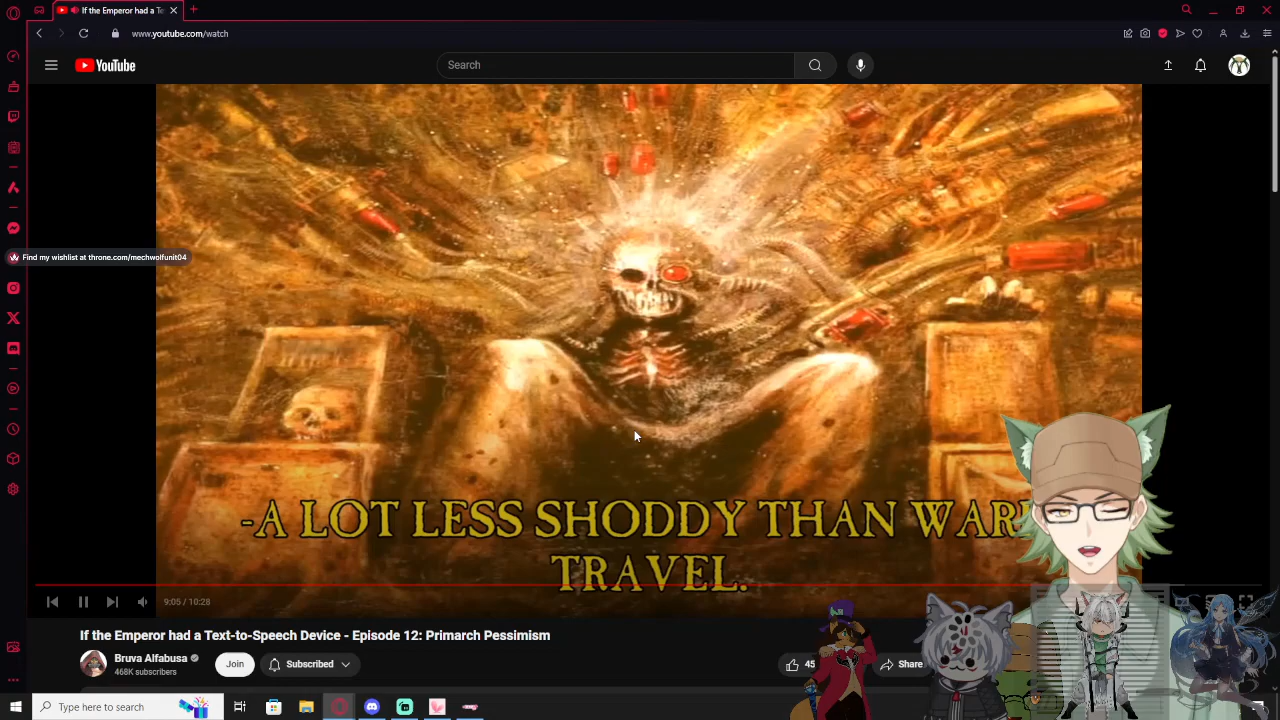 If the Emperor had a Te
www.youtube.com/watch
YouTube
Search
Find my wishlist at throne.com/mechwolfunit04
-A LOT LESS SHODDY THAN WAR
TRAVEL.
9:05 / 10:28
If the Emperor had a Text-to-Speech Device - Episode 12: Primarch Pessimism
Bruva Alfabusa
468K subscribers
Join
Subscribed
45
Share
Type here to search